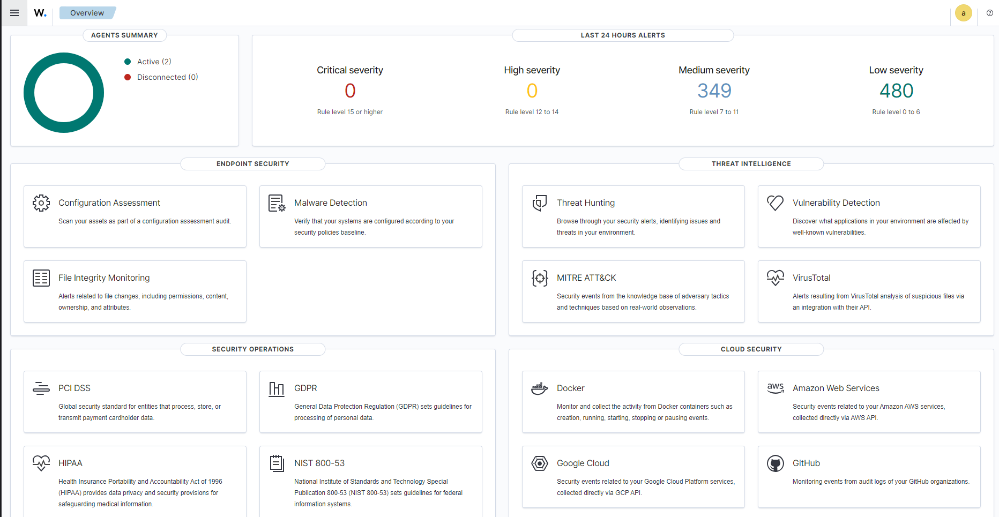 W.
Overview
a
AGENTS SUMMARY
Active (2)
Disconnected (0)
LAST 24 HOURS ALERTS
Critical severity
0
Rule level 15 or higher
High severity
0
Rule level 12 to 14
Medium severity
349
Rule level 7 to 11
Low severity
480
Rule level 0 to 6
ENDPOINT SECURITY
Configuration Assessment
Scan your assets as part of a configuration assessment audit.
Malware Detection
Verify that your systems are configured according to your
security policies baseline.
File Integrity Monitoring
Alerts related to file changes, including permissions, content,
ownership, and attributes.
THREAT INTELLIGENCE
Threat Hunting
Browse through your security alerts, identifying issues and
threats in your environment.
Vulnerability Detection
Discover what applications in your environment are affected by
well-known vulnerabilities.
MITRE ATT&CK
Security events from the knowledge base of adversary tactics
and techniques based on real-world observations.
VirusTotal
Alerts resulting from VirusTotal analysis of suspicious files via
an integration with their API.
SECURITY OPERATIONS
PCI DSS
Global security standard for entities that process, store, or
transmit payment cardholder data.
GDPR
General Data Protection Regulation (GDPR) sets guidelines for
processing of personal data.
HIPAA
Health Insurance Portability and Accountability Act of 1996
(HIPAA) provides data privacy and security provisions for
safeguarding medical information.
NIST 800-53
National Institute of Standards and Technology Special
Publication 800-53 (NIST 800-53) sets guidelines for federal
information systems.
CLOUD SECURITY
Docker
Monitor and collect the activity from Docker containers such as
creation, running, starting, stopping or pausing events.
aws
Amazon Web Services
Security events related to your Amazon AWS services,
collected directly via AWS API.
Google Cloud
Security events related to your Google Cloud Platform services,
collected directly via GCP API.
GitHub
Monitoring events from audit logs of your GitHub organizations.